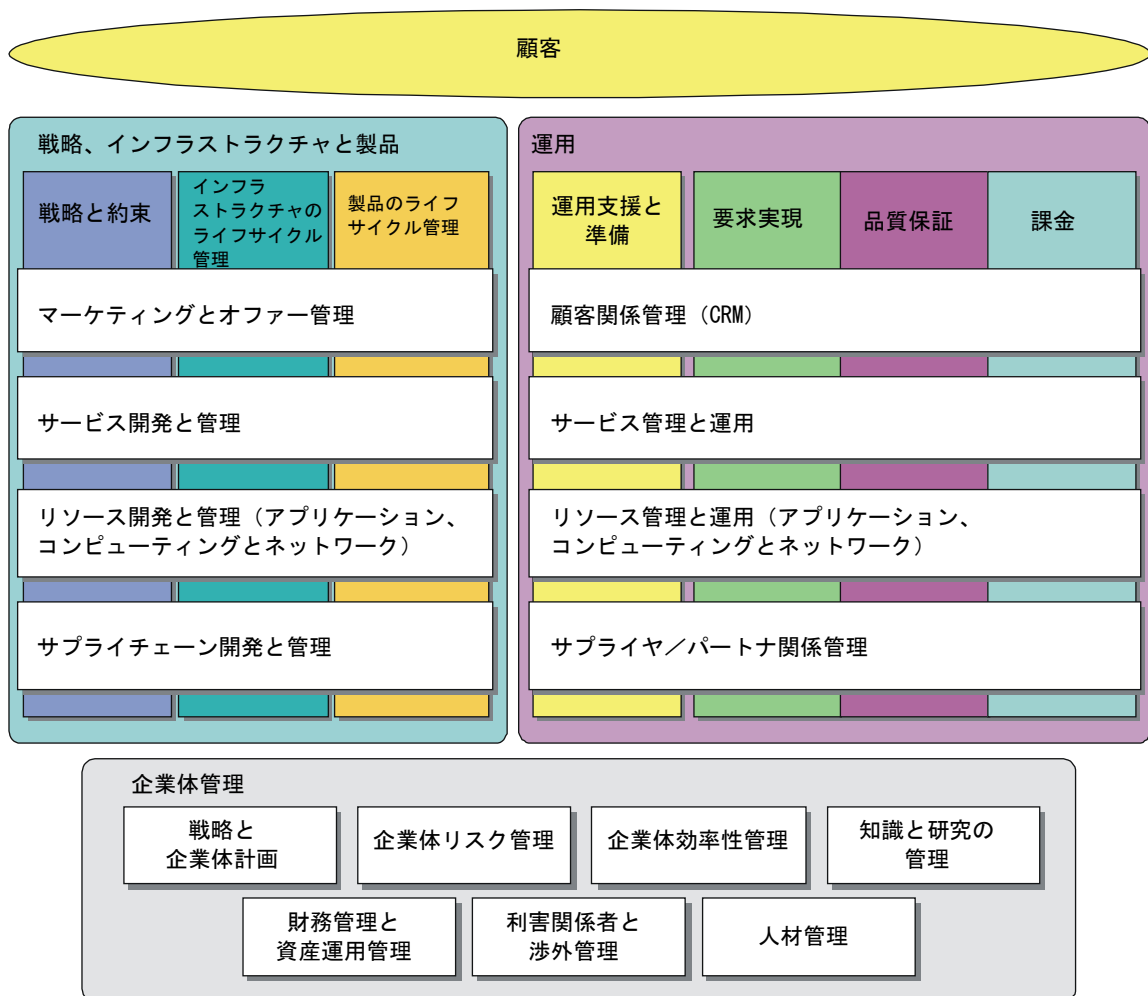 顧客
戦略、インフラストラクチャと製品
戦略と約束
インフラ
ストラクチャの
ライフサイクル
管理
製品のライフ
サイクル管理
マーケティングとオファー管理
サービス開発と管理
リソース開発と管理（アプリケーション、
コンピューティングとネットワーク）
サプライチェーン開発と管理
運用
運用支援と
準備
要求実現
品質保証
課金
顧客関係管理（CRM）
サービス管理と運用
リソース管理と運用（アプリケーション、
コンピューティングとネットワーク）
サプライヤ／パートナ関係管理
企業体管理
戦略と
企業体計画
企業体リスク管理
企業体効率性管理
知識と研究の
管理
財務管理と
資産運用管理
利害関係者と
渉外管理
人材管理